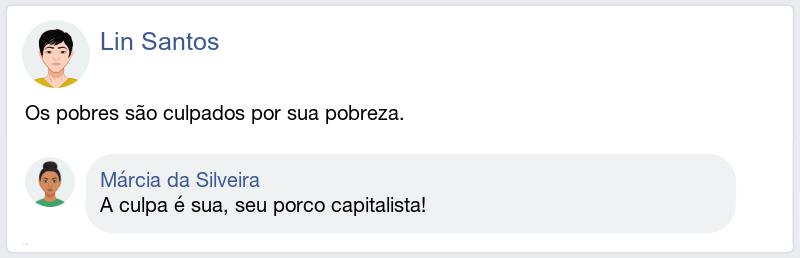 Lin Santos
Os pobres são culpados por sua pobreza.
Márcia da Silveira
A culpa é sua, seu porco capitalista!